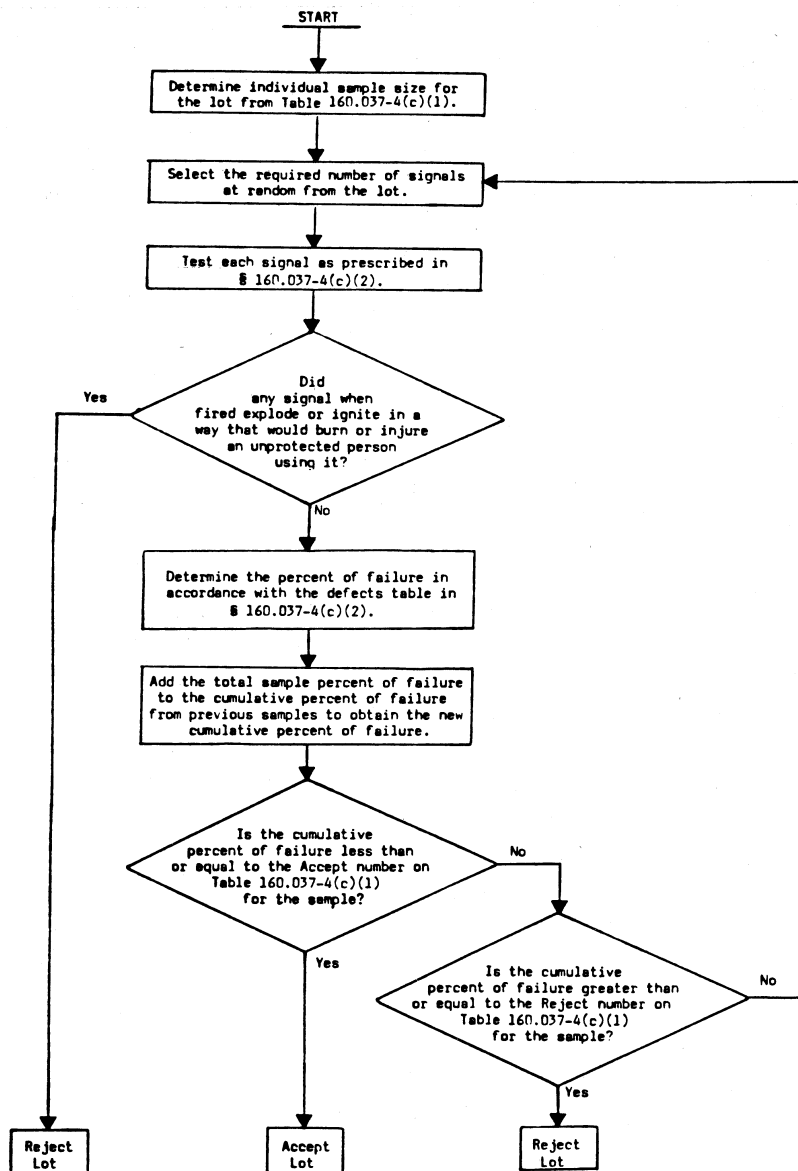 START
Determine individual sample size for
the lot from Table 160.037-4(c)(1).
Select the required number of signals
at random from the lot.
Test each signal as prescribed in
§ 160.037-4(c)(2).
Did
any signal when
fired explode or ignite in a
way that would burn or injure
an unprotected person
using it?
Yes
No
Determine the percent of failure in
accordance with the defects table in
§ 160.037-4(c)(2).
Add the total sample percent of failure
to the cumulative percent of failure
from previous samples to obtain the new
cumulative percent of failure.
Is the cumulative
percent of failure less than
or equal to the Accept number on
Table 160.037-4(c)(1)
for the sample?
No
Yes
Is the cumulative
percent of failure greater than
or equal to the Reject number on
Table 160.037-4(c)(1)
for the sample?
No
Yes
Reject
Lot
Accept
Lot
Reject
Lot